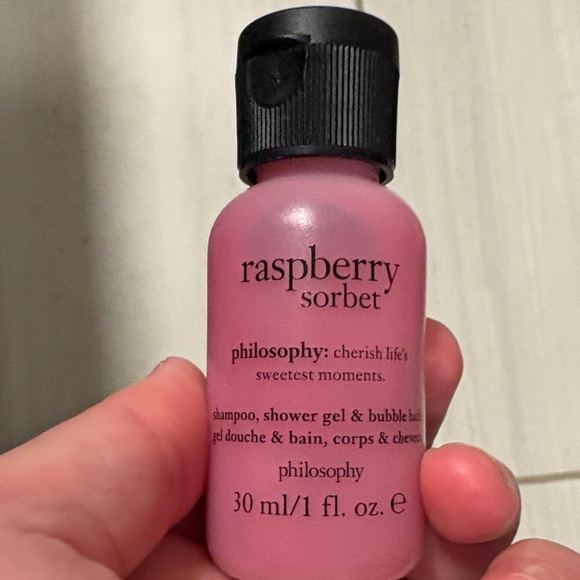 raspberry
sorbet
philosophy: cherish life's
sweetest moments.
shampoo, shower gel & bubble
gel douche & bain, corps &
philosophy
30 ml/1 fl. oz. ℮